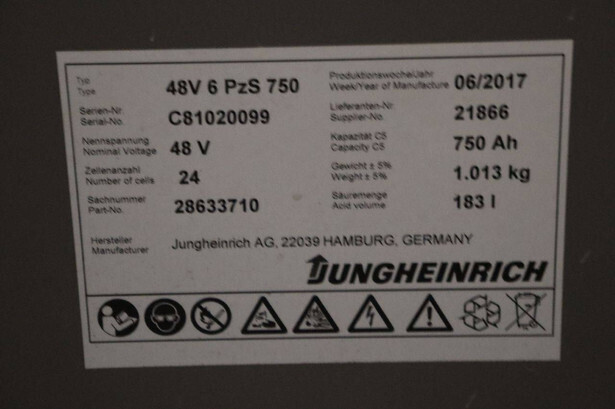 Typ
Type
48V 6 PzS 750
Produktionswoche/Jahr
Week/Year of Manufacture
06/2017
Serien-Nr.
Serial-No.
C81020099
Lieferanten-Nr.
Supplier-No.
21866
Nennspannung
Nominal Voltage
48 V
Kapazität C5
Capacity C5
750 Ah
Zellenanzahl
Number of cells
24
Gewicht ± 5%
Weight ± 5%
1.013 kg
Sachnummer
Part-No.
28633710
Säuremenge
Acid volume
183 l
Hersteller
Manufacturer
Jungheinrich AG, 22039 HAMBURG, GERMANY
JUNGHEINRICH